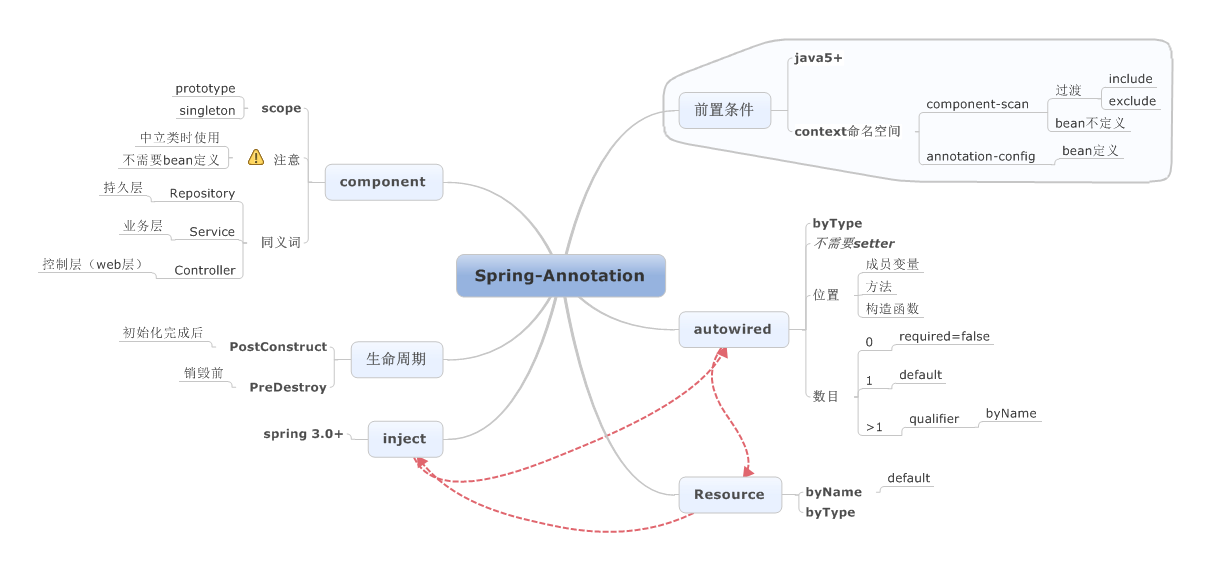 Spring-Annotation
前置条件
java5+
context命名空间
component-scan
过渡
include
exclude
bean不定义
annotation-config
bean定义
autowired
byType
不需要setter
位置
成员变量
方法
构造函数
数目
0
required=false
1
default
>1
qualifier
byName
Resource
byName
default
byType
component
scope
prototype
singleton
注意
中立类时使用
不需要bean定义
同义词
Repository
持久层
Service
业务层
Controller
控制层（web层）
生命周期
PostConstruct
初始化完成后
PreDestroy
销毁前
inject
spring 3.0+